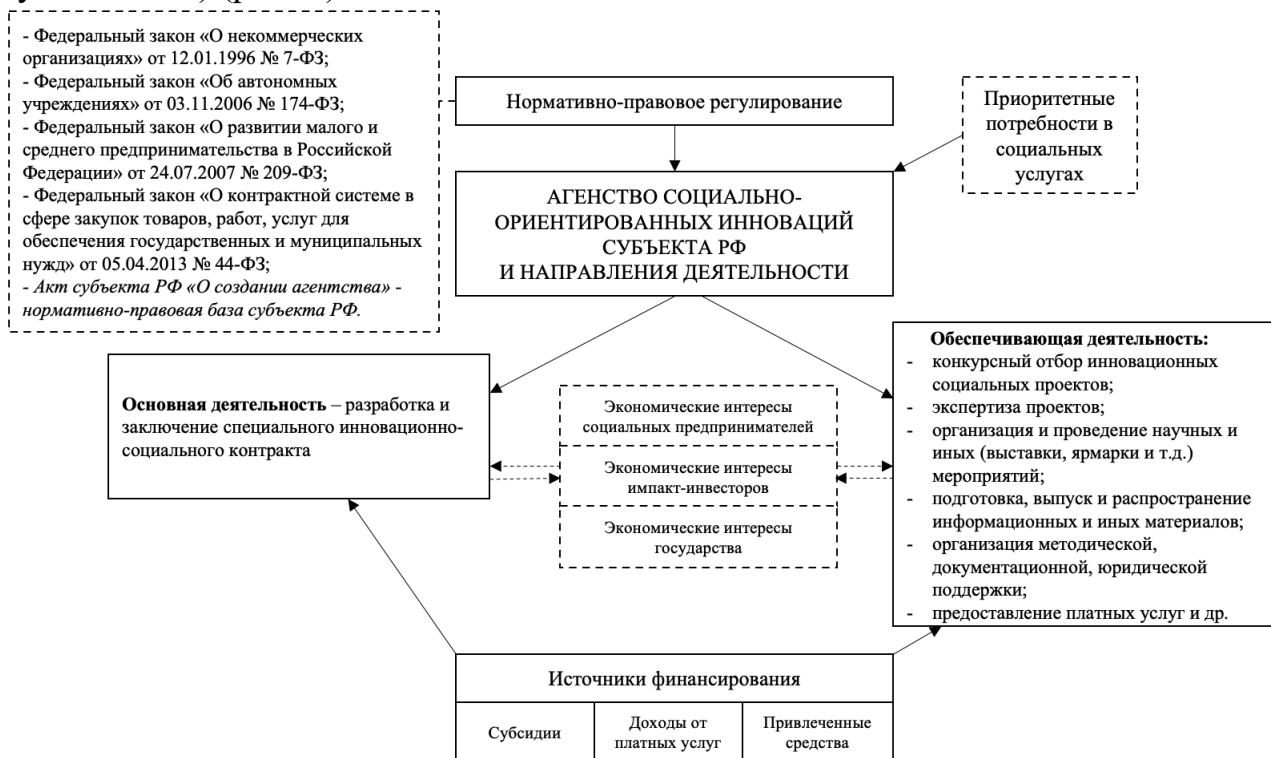 - Федеральный закон «О некоммерческих
организациях» от 12.01.1996 № 7-ФЗ;
- Федеральный закон «Об автономных
учреждениях» от 03.11.2006 № 174-ФЗ;
- Федеральный закон «О развитии малого и
среднего предпринимательства в Российской
Федерации» от 24.07.2007 № 209-ФЗ;
- Федеральный закон «О контрактной системе в
сфере закупок товаров, работ, услуг для
обеспечения государственных и муниципальных
нужд» от 05.04.2013 № 44-ФЗ;
- Акт субъекта РФ «О создании агентства» -
нормативно-правовая база субъекта РФ.
Нормативно-правовое регулирование
Приоритетные
потребности в
социальных
услугах
АГЕНСТВО СОЦИАЛЬНО-
ОРИЕНТИРОВАННЫХ ИННОВАЦИЙ
СУБЪЕКТА РФ
И НАПРАВЛЕНИЯ ДЕЯТЕЛЬНОСТИ
Основная деятельность – разработка и
заключение специального инновационно-
социального контракта
Экономические интересы
социальных предпринимателей
Экономические интересы
импакт-инвесторов
Экономические интересы
государства
Обеспечивающая деятельность:
- конкурсный отбор инновационных
социальных проектов;
- экспертиза проектов;
- организация и проведение научных и
иных (выставки, ярмарки и т.д.)
мероприятий;
- подготовка, выпуск и распространение
информационных и иных материалов;
- организация методической,
документационной, юридической
поддержки;
- предоставление платных услуг и др.
Источники финансирования
Субсидии
Доходы от
платных услуг
Привлеченные
средства